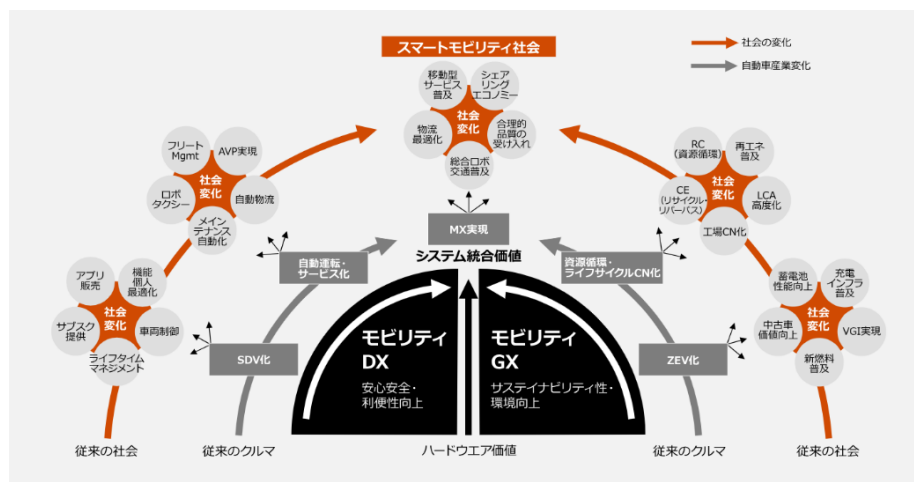 スマートモビリティ社会
社会の変化
自動車産業変化
移動型
サービス
普及
シェア
リング
エコノミー
社会
変化
物流
最適化
合理的
品質の
受け入れ
総合ロボ
交通普及
フリート
Mgmt
AVP実現
社会
変化
ロボ
タクシー
自動物流
メイン
テナンス
自動化
RC
(資源循環)
再エネ
普及
社会
変化
CE
(リサイクル・
リバーパス)
LCA
高度化
工場CN化
MX実現
システム統合価値
自動運転・
サービス化
資源循環・
ライフサイクルCN化
アプリ
販売
機能
個人
最適化
社会
変化
サブスク
提供
車両制御
ライフタイム
マネジメント
蓄電池
性能向上
充電
インフラ
普及
社会
変化
中古車
価値向上
VGI実現
新燃料
普及
SDV化
ZEV化
モビリティ
DX
安心安全・
利便性向上
モビリティ
GX
サステイナビリティ性・
環境向上
従来の社会
従来のクルマ
ハードウエア価値
従来のクルマ
従来の社会